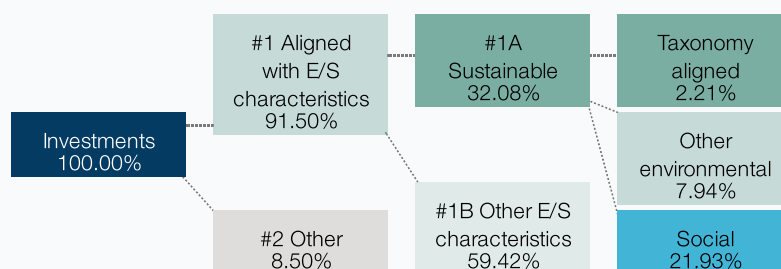 #1 Aligned
with E/S
characteristics
91.50%
#1A
Sustainable
32.08%
Taxonomy
aligned
2.21%
Investments
100.00%
Other
environmental
7.94%
#2 Other
8.50%
#1B Other E/S
characteristics
59.42%
Social
21.93%